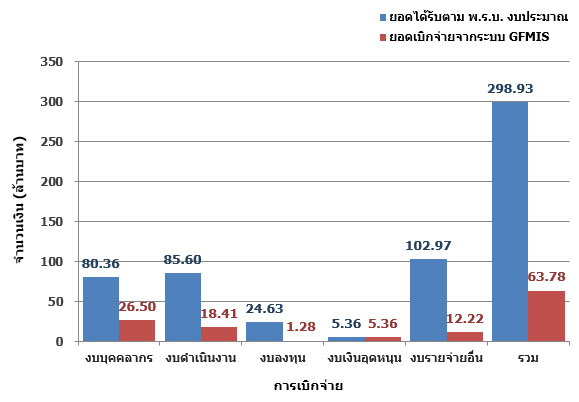 ยอดได้รับตาม พ.ร.บ. งบประมาณ
ยอดเบิกจ่ายจากระบบ GFMIS
จำนวนเงิน (ล้านบาท)
350
300
250
200
150
100
50
0
80.36
26.50
85.60
18.41
24.63
1.28
5.36
5.36
102.97
12.22
298.93
63.78
งบบุคคลากร
งบดำเนินงาน
งบลงทุน
งบเงินอุดหนุน
งบรายจ่ายอื่น
รวม
การเบิกจ่าย